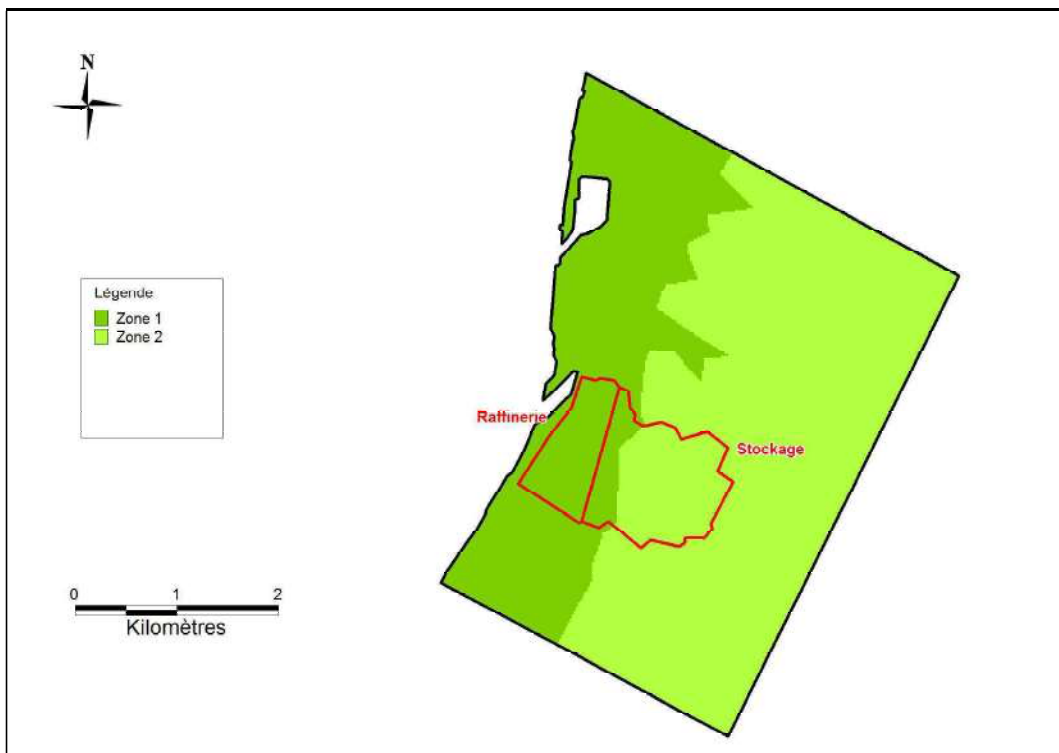 N
Légende
Zone 1
Zone 2
Raffinerie
Stockage
0 1 2
Kilomètres